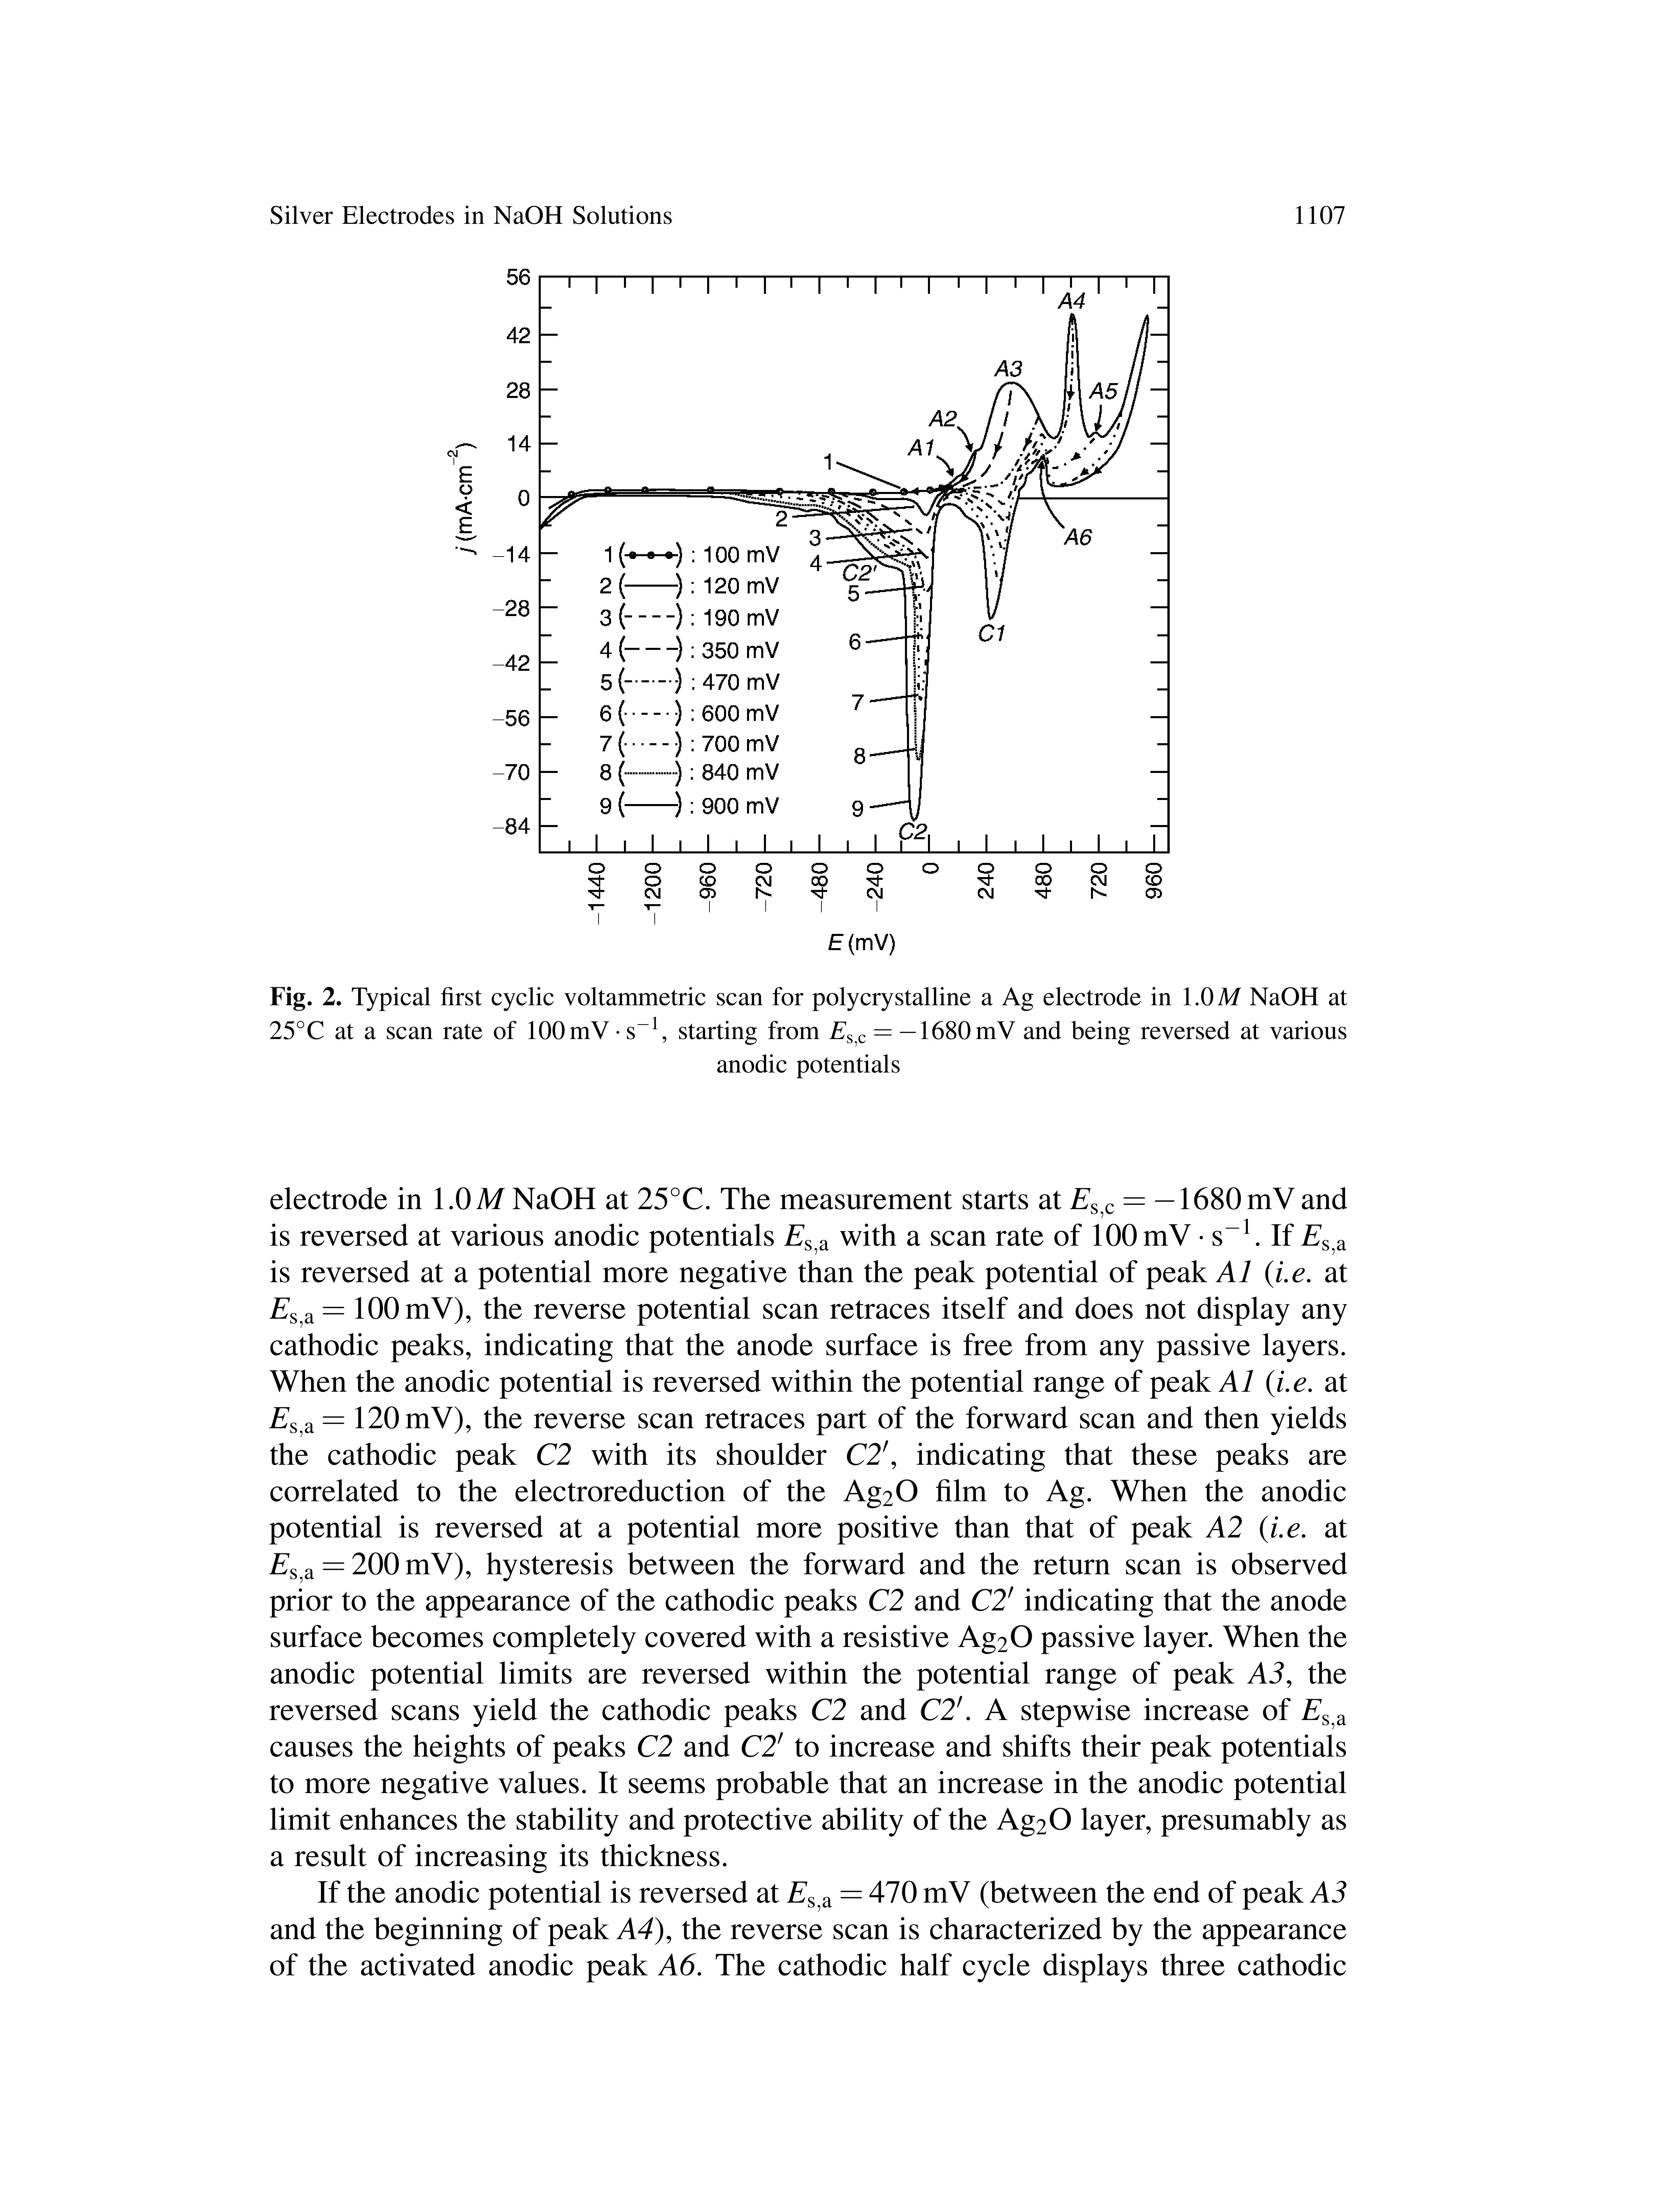 Silver Electrodes in NaOH Solutions 1107
56
42
28
14
0
−14
−28
−42
−56
−70
−84
j (mA·cm⁻²)
A4
A3
A5
A2
A1
1
2
3
4
C2′
5
6
7
8
9
C2
C1
A6
1 ( ) : 100 mV
2 ( ) : 120 mV
3 ( ) : 190 mV
4 ( ) : 350 mV
5 ( ) : 470 mV
6 ( ) : 600 mV
7 ( ) : 700 mV
8 ( ) : 840 mV
9 ( ) : 900 mV
−1440 −1200 −960 −720 −480 −240 0 240 480 720 960
E (mV)
Fig. 2. Typical first cyclic voltammetric scan for polycrystalline a Ag electrode in 1.0 M NaOH at
25°C at a scan rate of 100 mV · s⁻¹, starting from Es,c = −1680 mV and being reversed at various
anodic potentials
electrode in 1.0 M NaOH at 25°C. The measurement starts at Es,c = −1680 mV and
is reversed at various anodic potentials Es,a with a scan rate of 100 mV · s⁻¹. If Es,a
is reversed at a potential more negative than the peak potential of peak A1 (i.e. at
Es,a = 100 mV), the reverse potential scan retraces itself and does not display any
cathodic peaks, indicating that the anode surface is free from any passive layers.
When the anodic potential is reversed within the potential range of peak A1 (i.e. at
Es,a = 120 mV), the reverse scan retraces part of the forward scan and then yields
the cathodic peak C2 with its shoulder C2′, indicating that these peaks are
correlated to the electroreduction of the Ag₂O film to Ag. When the anodic
potential is reversed at a potential more positive than that of peak A2 (i.e. at
Es,a = 200 mV), hysteresis between the forward and the return scan is observed
prior to the appearance of the cathodic peaks C2 and C2′ indicating that the anode
surface becomes completely covered with a resistive Ag₂O passive layer. When the
anodic potential limits are reversed within the potential range of peak A3, the
reversed scans yield the cathodic peaks C2 and C2′. A stepwise increase of Es,a
causes the heights of peaks C2 and C2′ to increase and shifts their peak potentials
to more negative values. It seems probable that an increase in the anodic potential
limit enhances the stability and protective ability of the Ag₂O layer, presumably as
a result of increasing its thickness.
If the anodic potential is reversed at Es,a = 470 mV (between the end of peak A3
and the beginning of peak A4), the reverse scan is characterized by the appearance
of the activated anodic peak A6. The cathodic half cycle displays three cathodic